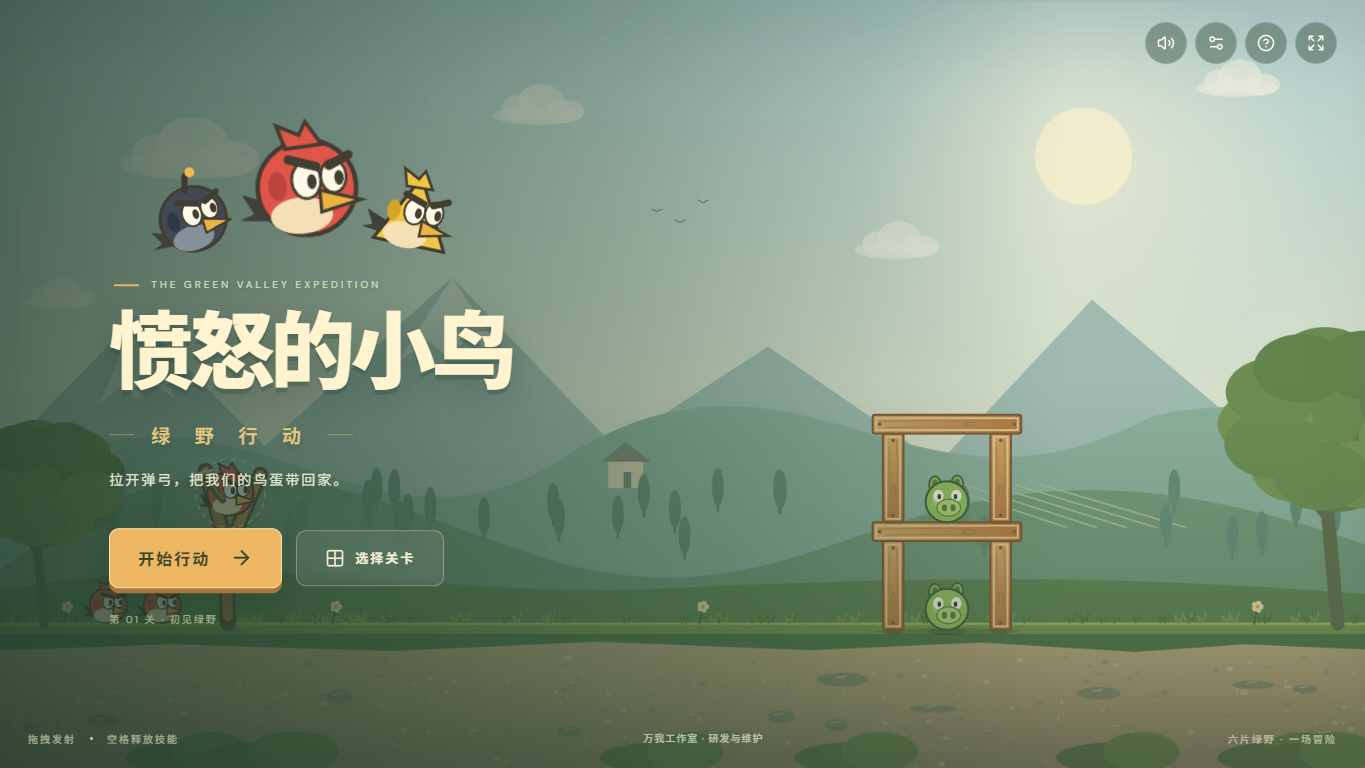 THE GREEN VALLEY EXPEDITION
愤怒的小鸟
绿野行动
拉开弹弓，把我们的鸟蛋带回家。
开始行动
选择关卡
第 01 关 · 初见绿野
拖拽发射 • 空格释放技能
万我工作室 · 研发与维护
六片绿野 · 一场冒险